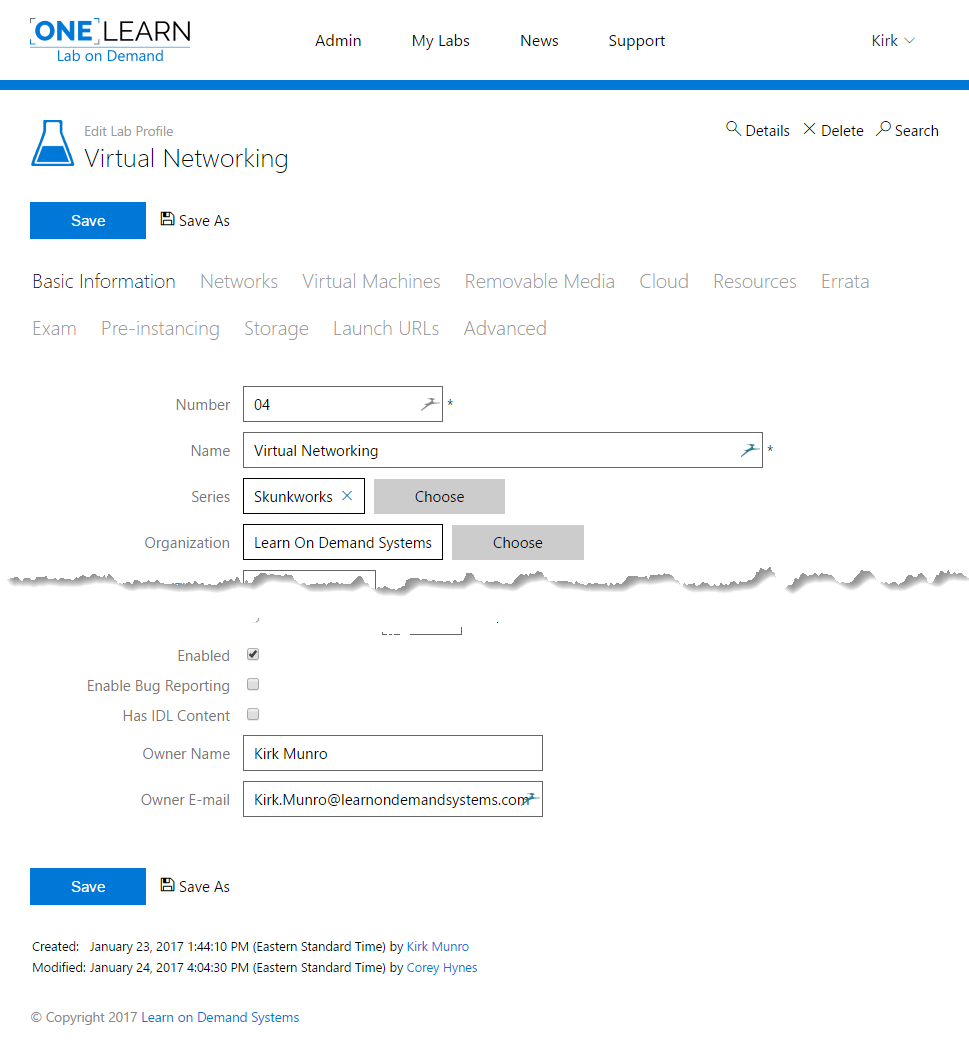 ONE LEARN
Lab on Demand
Admin My Labs News Support Kirk
Edit Lab Profile
Virtual Networking
Details Delete Search
Save Save As
Basic Information Networks Virtual Machines Removable Media Cloud Resources Errata
Exam Pre-instancing Storage Launch URLs Advanced
Number 04 *
Name Virtual Networking *
Series Skunkworks Choose
Organization Learn On Demand Systems Choose
Enabled
Enable Bug Reporting
Has IDL Content
Owner Name Kirk Munro
Owner E-mail Kirk.Munro@learnondemandsystems.com
Save Save As
Created: January 23, 2017 1:44:10 PM (Eastern Standard Time) by Kirk Munro
Modified: January 24, 2017 4:04:30 PM (Eastern Standard Time) by Corey Hynes
© Copyright 2017 Learn on Demand Systems